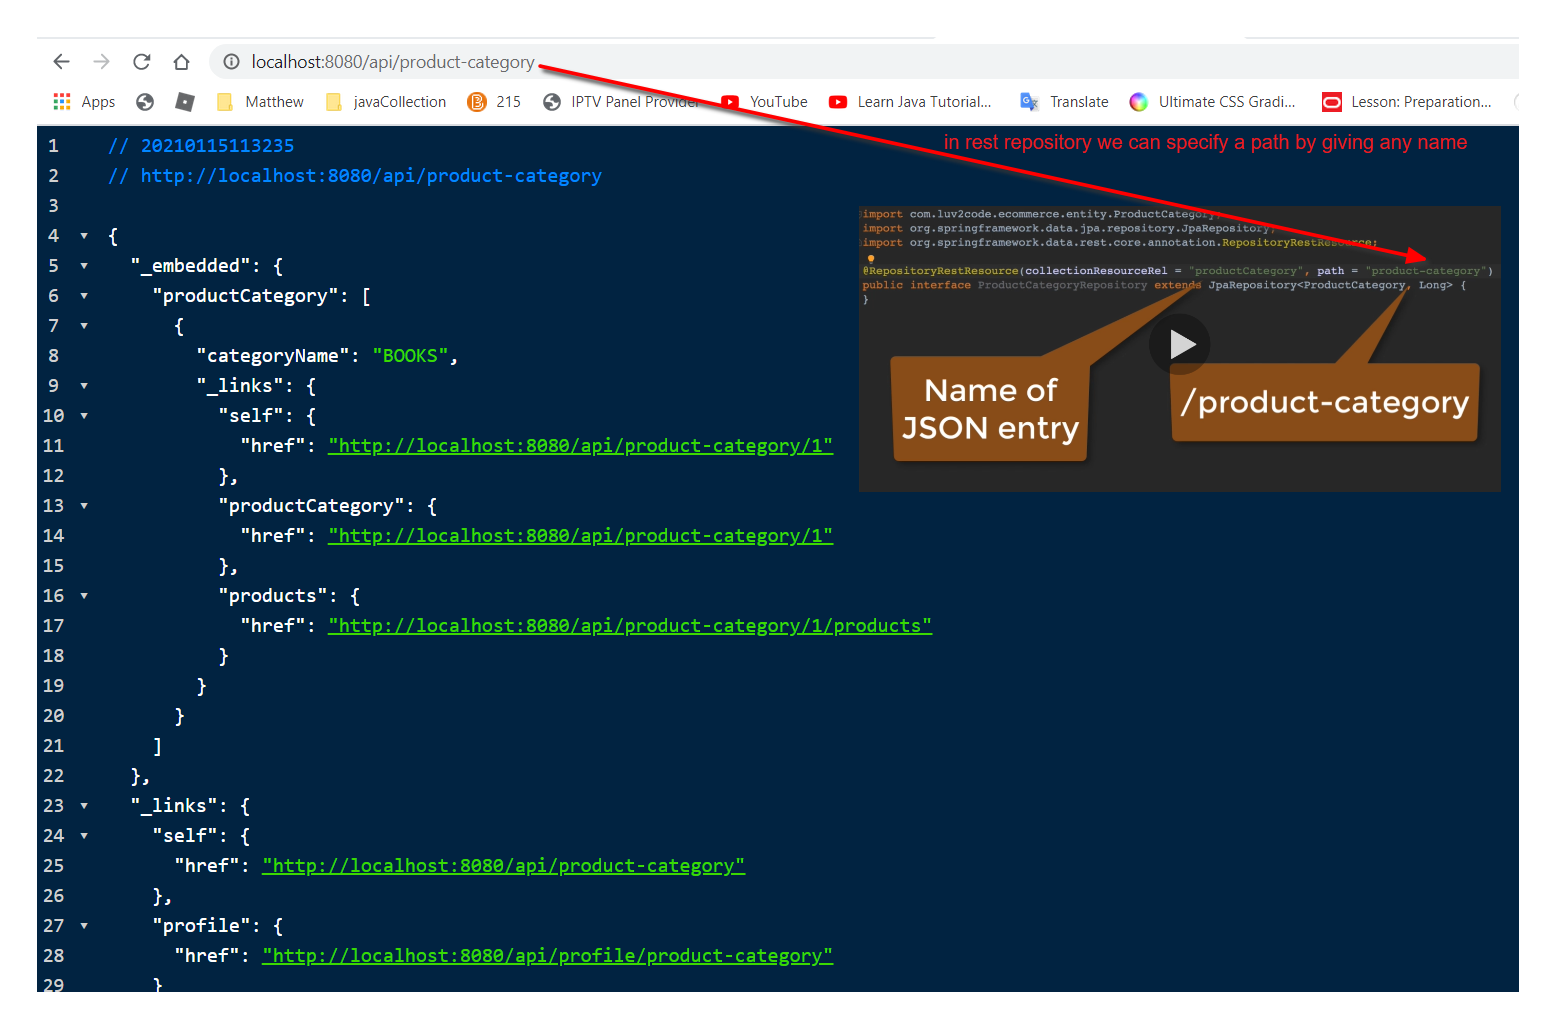 localhost:8080/api/product-category
Apps Matthew javaCollection 215 IPTV Panel Provider YouTube Learn Java Tutorial... Translate Ultimate CSS Gradi... Lesson: Preparation...
in rest repository we can specify a path by giving any name
1 // 20210115113235
2 // http://localhost:8080/api/product-category
3
4 {
5 "_embedded": {
6 "productCategory": [
7 {
8 "categoryName": "BOOKS",
9 "_links": {
10 "self": {
11 "href": "http://localhost:8080/api/product-category/1"
12 },
13 "productCategory": {
14 "href": "http://localhost:8080/api/product-category/1"
15 },
16 "products": {
17 "href": "http://localhost:8080/api/product-category/1/products"
18 }
19 }
20 }
21 ]
22 },
23 "_links": {
24 "self": {
25 "href": "http://localhost:8080/api/product-category"
26 },
27 "profile": {
28 "href": "http://localhost:8080/api/profile/product-category"
29 }
import com.luv2code.ecommerce.entity.ProductCategory;
import org.springframework.data.jpa.repository.JpaRepository;
import org.springframework.data.rest.core.annotation.RepositoryRestResource;
@RepositoryRestResource(collectionResourceRel = "productCategory", path = "product-category")
public interface ProductCategoryRepository extends JpaRepository<ProductCategory, Long> {
}
Name of
JSON entry
/product-category